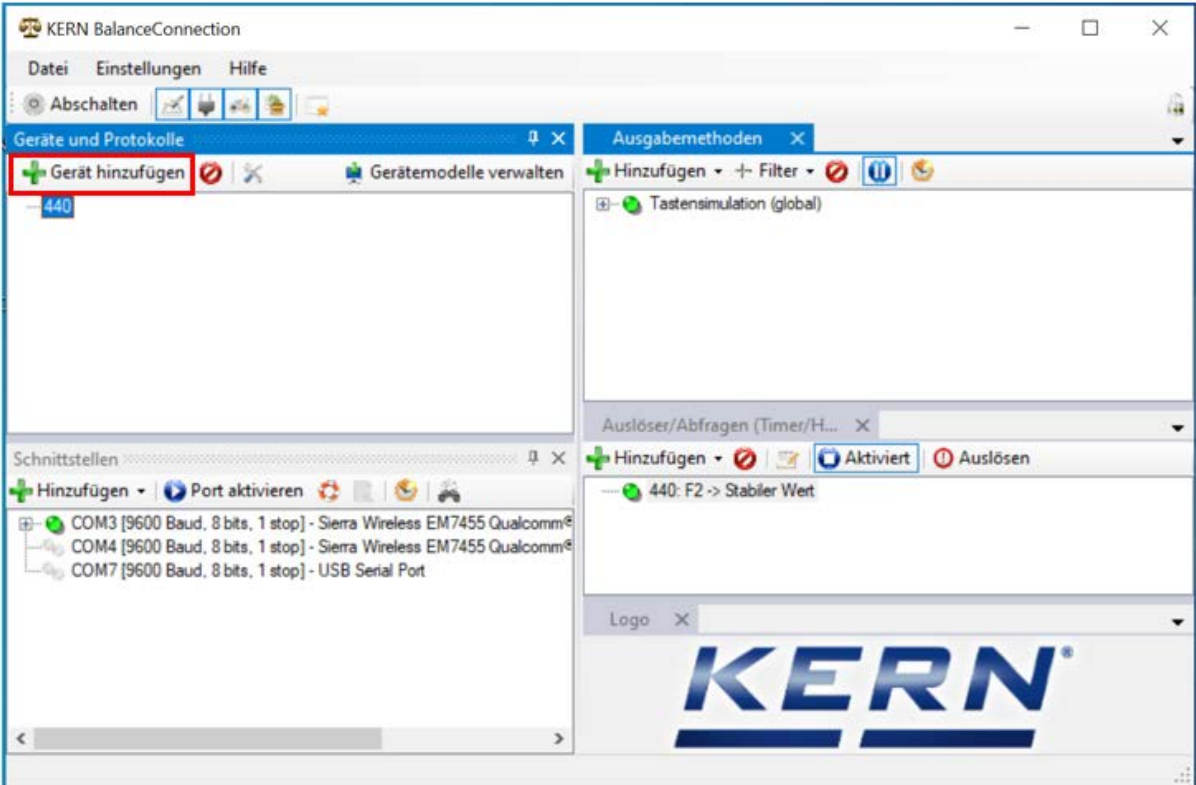 KERN BalanceConnection
Datei Einstellungen Hilfe
Abschalten
Geräte und Protokolle
Gerät hinzufügen Gerätemodelle verwalten
440
Schnittstellen
Hinzufügen Port aktivieren
COM3 [9600 Baud, 8 bits, 1 stop] - Sierra Wireless EM7455 Qualcomm®
COM4 [9600 Baud, 8 bits, 1 stop] - Sierra Wireless EM7455 Qualcomm®
COM7 [9600 Baud, 8 bits, 1 stop] - USB Serial Port
Ausgabemethoden
Hinzufügen Filter
Tastensimulation (global)
Auslöser/Abfragen (Timer/H...
Hinzufügen Aktiviert Auslösen
440: F2 -> Stabiler Wert
Logo
KERN®